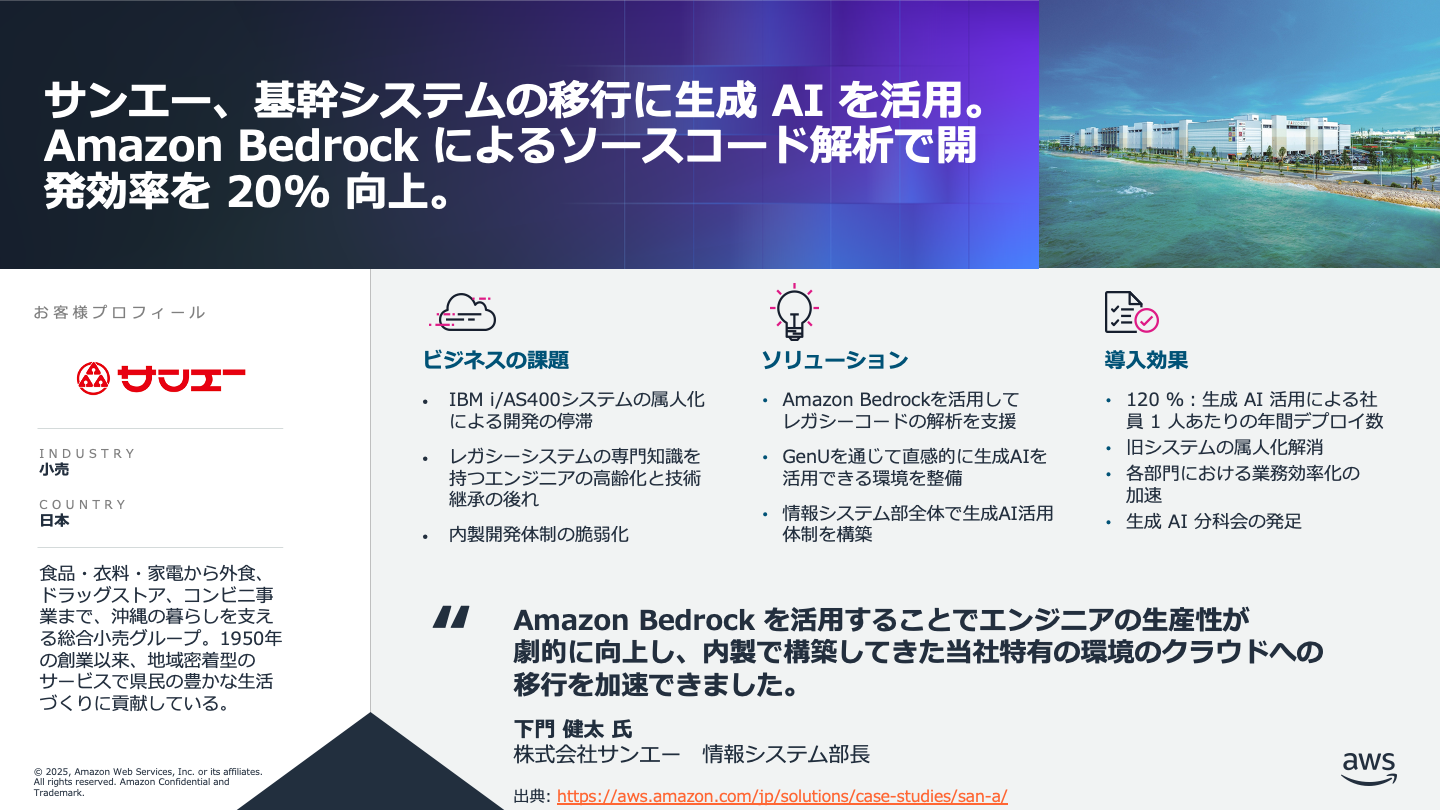 サンエー、基幹システムの移行に生成 AI を活用。
Amazon Bedrock によるソースコード解析で開
発効率を 20% 向上。
お客様プロフィール
サンエー
INDUSTRY
小売
COUNTRY
日本
食品・衣料・家電から外食、
ドラッグストア、コンビニ事
業まで、沖縄の暮らしを支え
る総合小売グループ。1950年
の創業以来、地域密着型の
サービスで県民の豊かな生活
づくりに貢献している。
© 2025, Amazon Web Services, Inc. or its affiliates.
All rights reserved. Amazon Confidential and
Trademark.
ビジネスの課題
• IBM i/AS400システムの属人化
による開発の停滞
• レガシーシステムの専門知識を
持つエンジニアの高齢化と技術
継承の後れ
• 内製開発体制の脆弱化
ソリューション
• Amazon Bedrockを活用して
レガシーコードの解析を支援
• GenUを通じて直感的に生成AIを
活用できる環境を整備
• 情報システム部全体で生成AI活用
体制を構築
導入効果
• 120 % : 生成 AI 活用による社
員 1 人あたりの年間デプロイ数
• 旧システムの属人化解消
• 各部門における業務効率化の
加速
• 生成 AI 分科会の発足
“
Amazon Bedrock を活用することでエンジニアの生産性が
劇的に向上し、内製で構築してきた当社特有の環境のクラウドへの
移行を加速できました。
下門 健太 氏
株式会社サンエー　情報システム部長
出典: https://aws.amazon.com/jp/solutions/case-studies/san-a/
aws